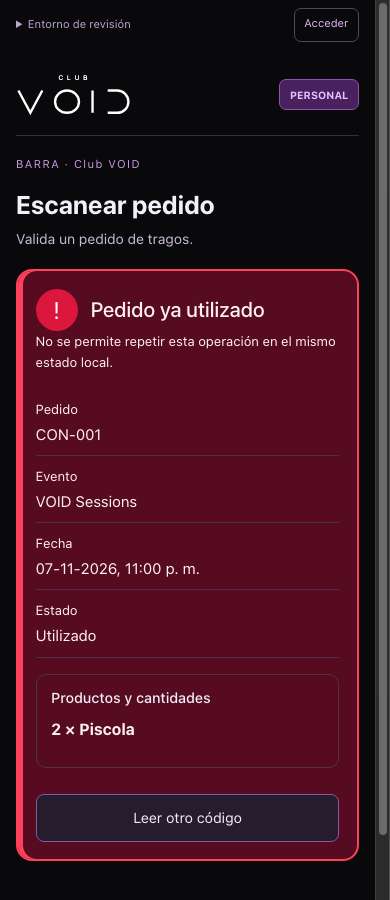 ▶ Entorno de revisión
Acceder
CLUB
VOID
PERSONAL
BARRA · Club VOID
Escanear pedido
Valida un pedido de tragos.
!
Pedido ya utilizado
No se permite repetir esta operación en el mismo
estado local.
Pedido
CON-001
Evento
VOID Sessions
Fecha
07-11-2026, 11:00 p. m.
Estado
Utilizado
Productos y cantidades
2 × Piscola
Leer otro código